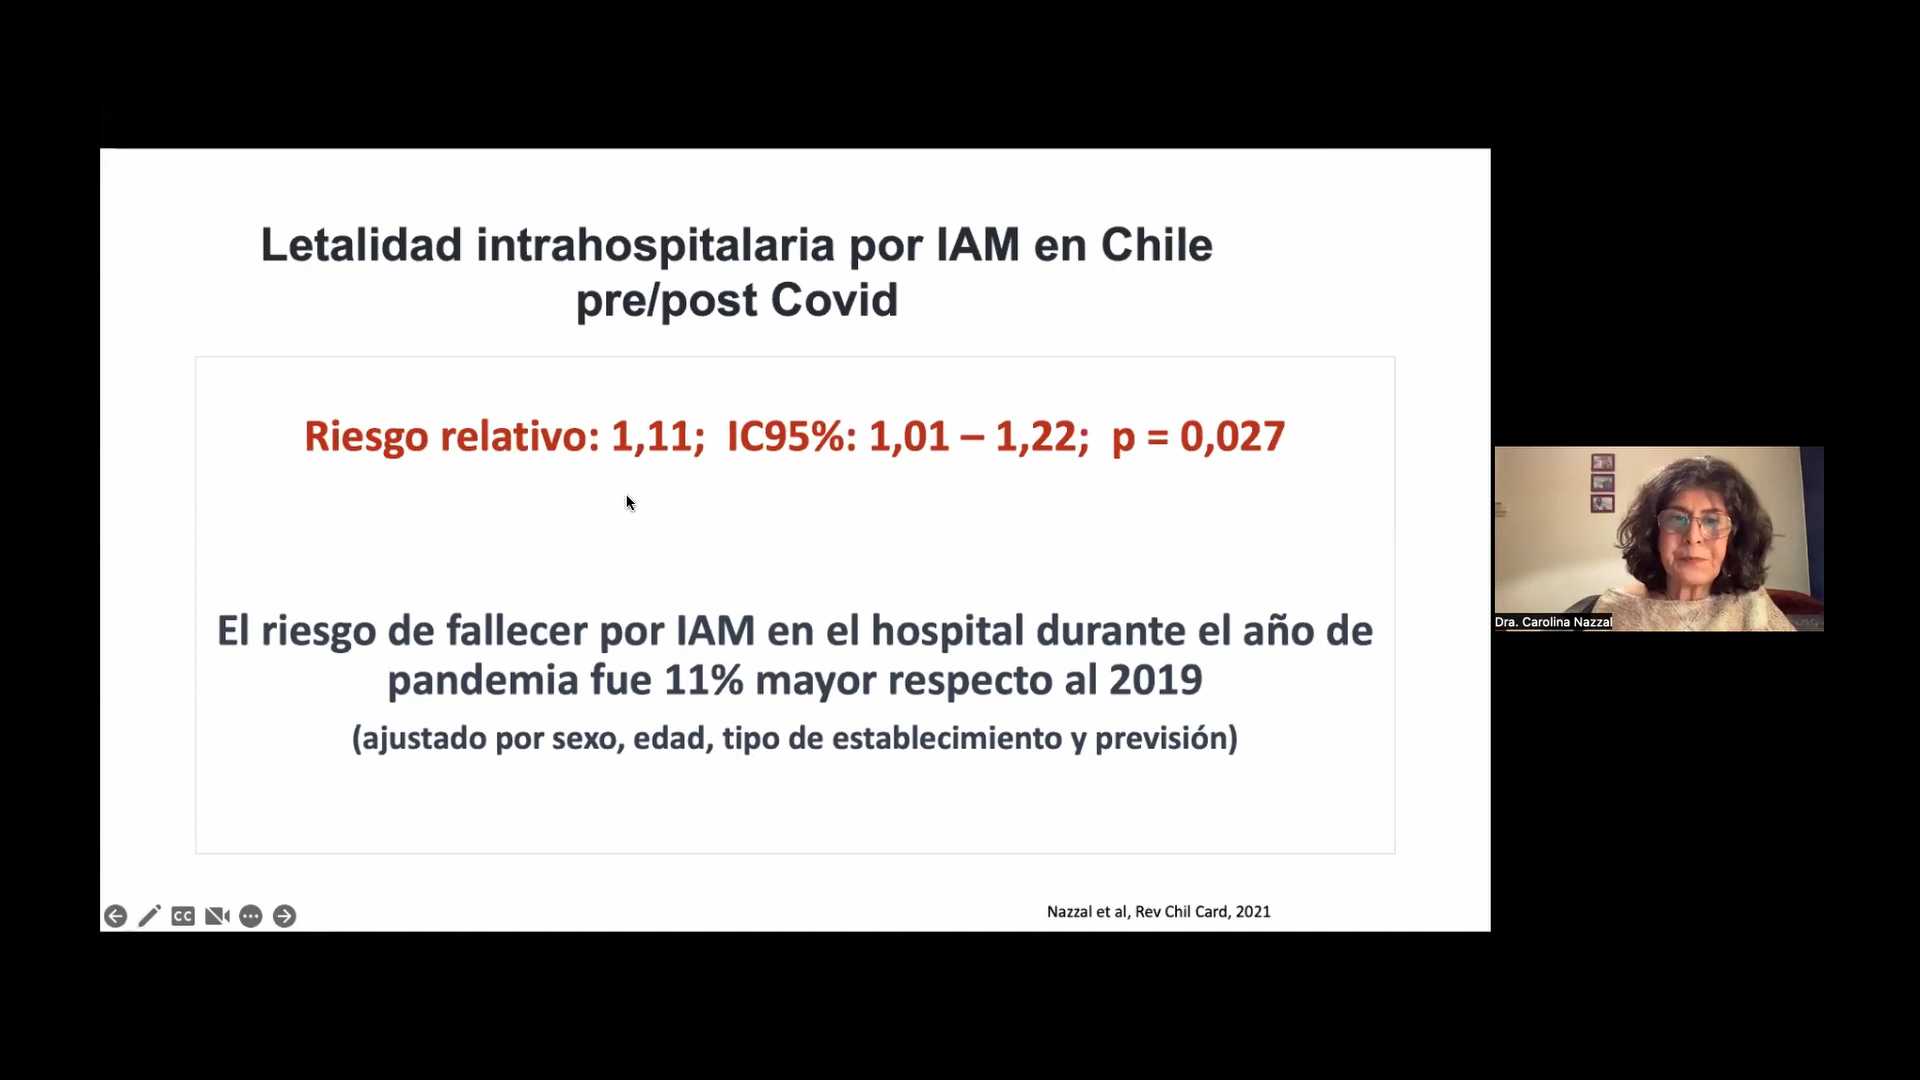 Letalidad intrahospitalaria por IAM en Chile
pre/post Covid
Riesgo relativo: 1,11; IC95%: 1,01 – 1,22; p = 0,027
El riesgo de fallecer por IAM en el hospital durante el año de
pandemia fue 11% mayor respecto al 2019
(ajustado por sexo, edad, tipo de establecimiento y previsión)
Nazzal et al, Rev Chil Card, 2021
CC
Dra. Carolina Nazzal